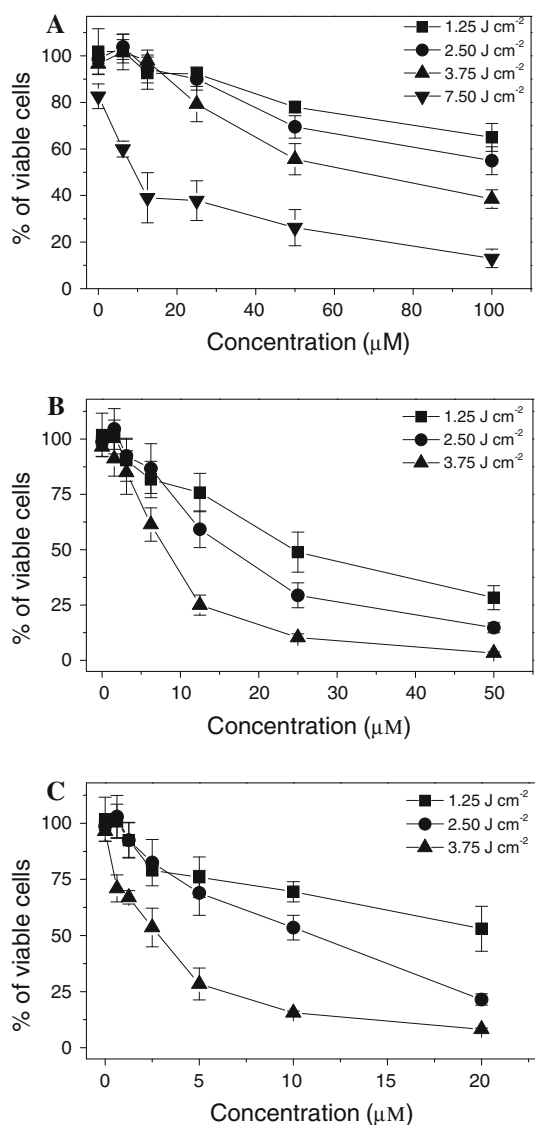 A
1.25 J cm⁻²
2.50 J cm⁻²
3.75 J cm⁻²
7.50 J cm⁻²
100
80
60
40
20
0
% of viable cells
0 20 40 60 80 100
Concentration (μM)
B
1.25 J cm⁻²
2.50 J cm⁻²
3.75 J cm⁻²
100
75
50
25
0
% of viable cells
0 10 20 30 40 50
Concentration (μM)
C
1.25 J cm⁻²
2.50 J cm⁻²
3.75 J cm⁻²
100
75
50
25
0
% of viable cells
0 5 10 15 20
Concentration (μM)